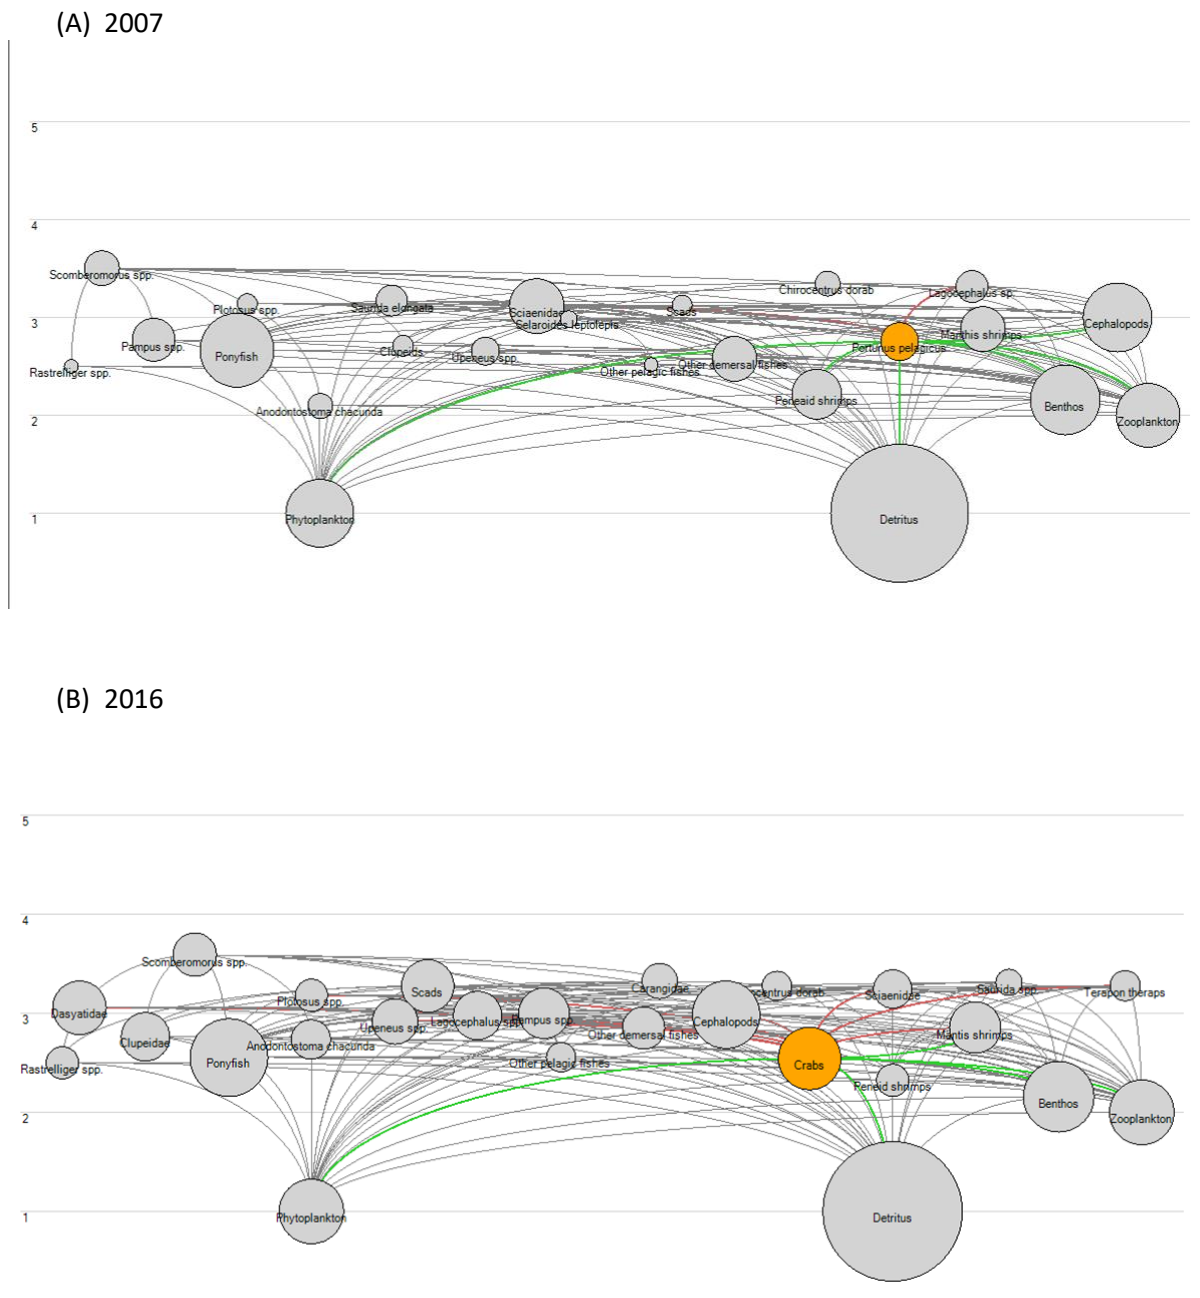 (A) 2007
5
4
3
2
1
Scomberomorus spp.
Chirocentrus dorab
Lagocephalus sp.
Plotosus spp.
Saurida elongata
Sciaenidae
Scads
Selaroides leptolepis
Cephalopods
Pampus spp.
Ponyfish
Clupeids
Upeneus spp.
Portunus pelagicus
Manthis shrimps
Rastrelliger spp.
Other pelagic fishes
Other demersal fishes
Anodontostoma chacunda
Peneaid shrimps
Benthos
Zooplankton
Phytoplankton
Detritus
(B) 2016
5
4
3
2
1
Scomberomorus spp.
Dasyatidae
Plotosus spp.
Scads
Carangidae
centrus dorab
Sciaenidae
Saurida spp.
Terapon theraps
Clupeidae
Upeneus spp.
Lagocephalus spp.
Pampus spp.
Other demersal fishes
Cephalopods
Mantis shrimps
Anodontostoma chacunda
Rastrelliger spp.
Ponyfish
Other pelagic fishes
Crabs
Peneid shrimps
Benthos
Zooplankton
Phytoplankton
Detritus